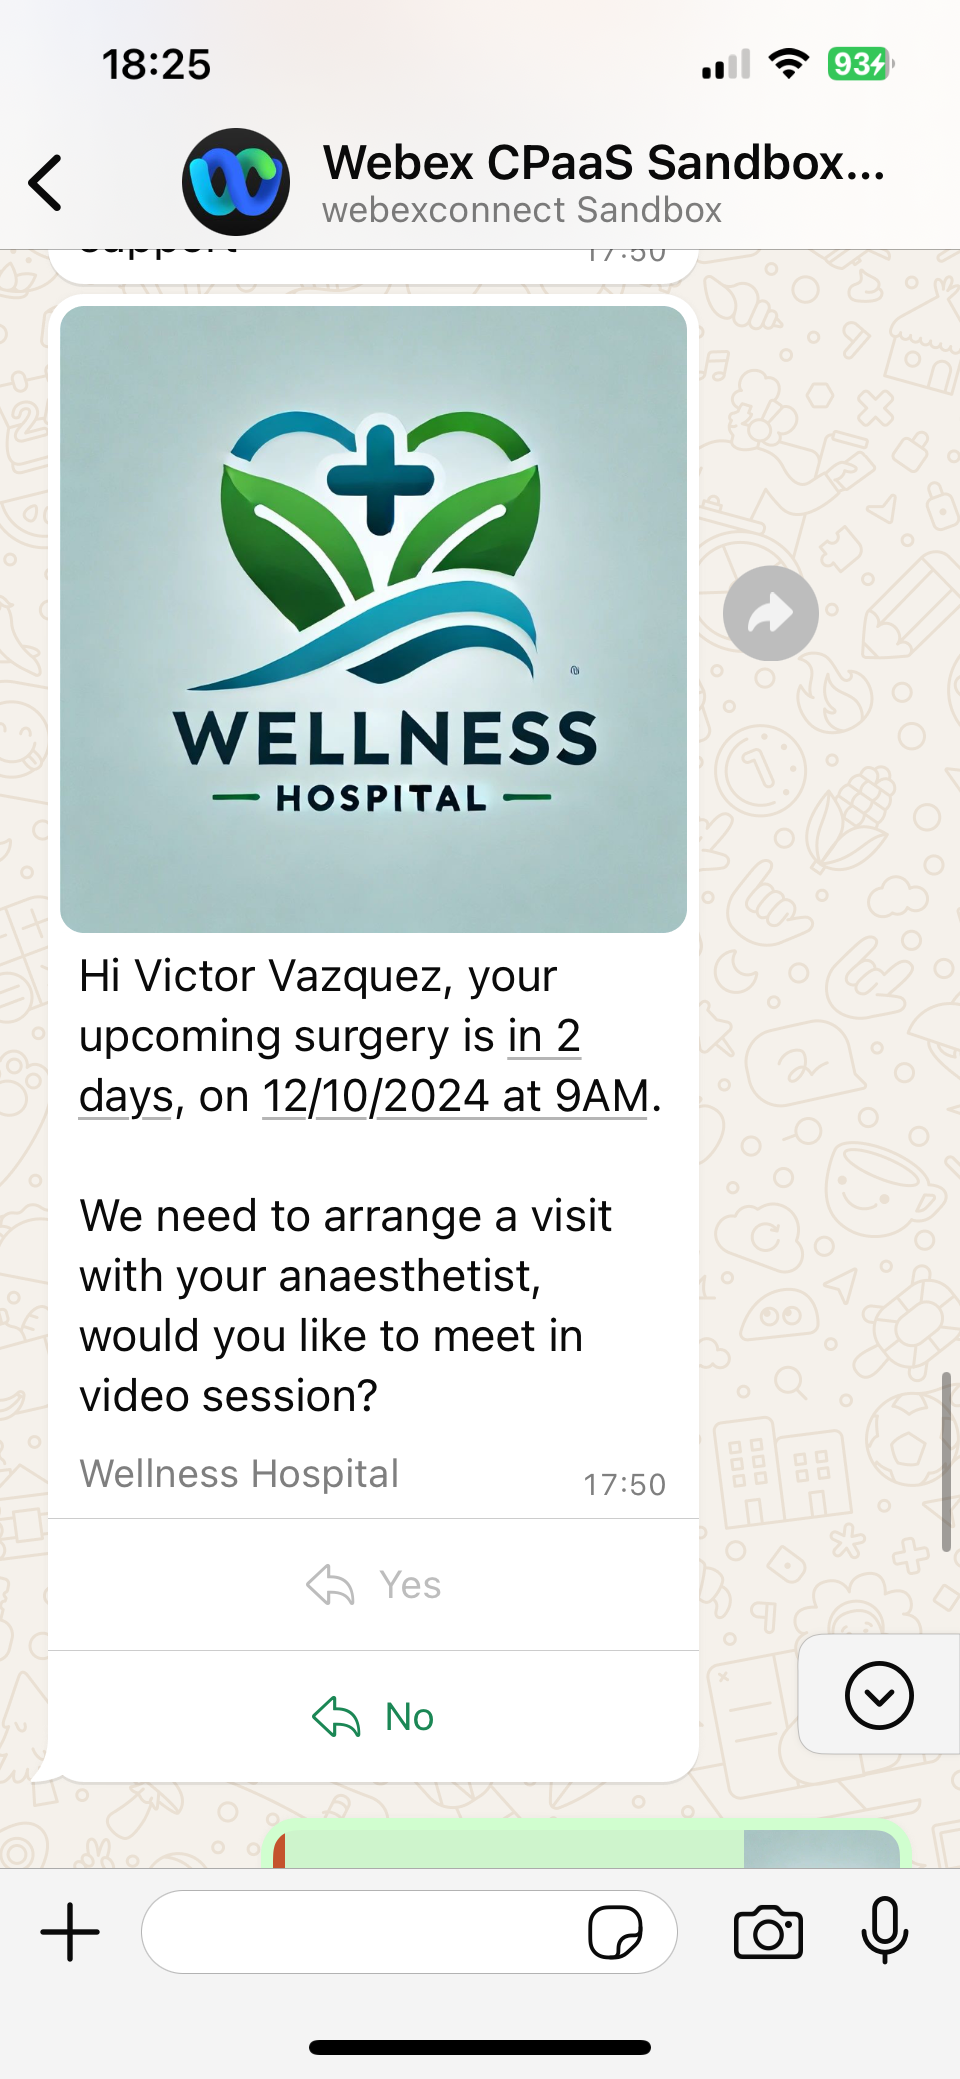 18:25
93
Webex CPaaS Sandbox...
webexconnect Sandbox
support 17:50
WELLNESS
HOSPITAL
Hi Victor Vazquez, your
upcoming surgery is in 2
days, on 12/10/2024 at 9AM.
We need to arrange a visit
with your anaesthetist,
would you like to meet in
video session?
Wellness Hospital 17:50
Yes
No